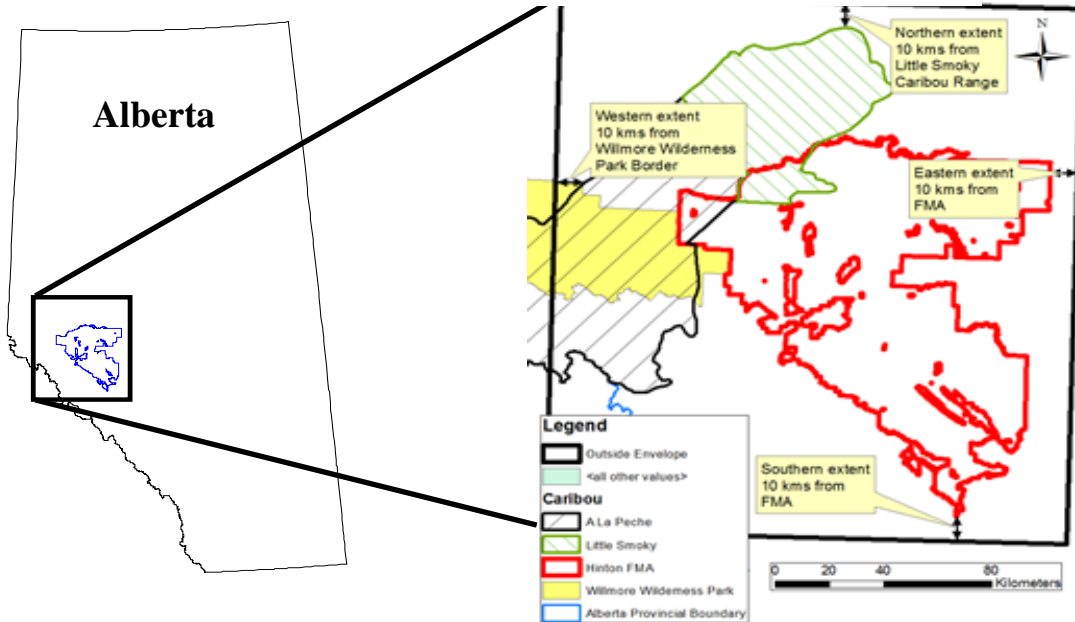 Alberta
Northern extent
10 kms from
Little Smoky
Caribou Range
N
Western extent
10 kms from
Willmore Wilderness
Park Border
Eastern extent
10 kms from
FMA
Southern extent
10 kms from
FMA
Legend
Outside Envelope
<all other values>
Caribou
A La Peche
Little Smoky
Hinton FMA
Willmore Wilderness Park
Alberta Provincial Boundary
0 20 40 80
Kilometers